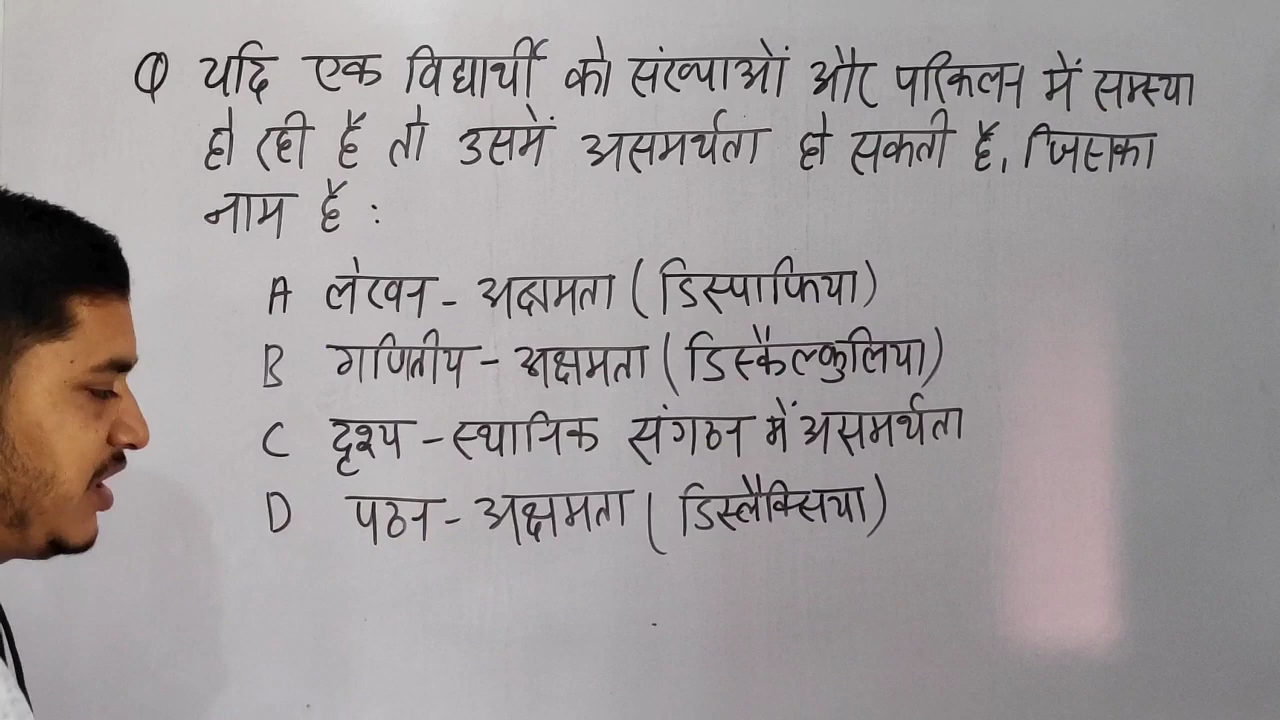 Q यदि एक विद्यार्थी को संख्याओं और परिकलन में समस्या
हो रही है तो उसमें असमर्थता हो सकती है, जिसका
नाम है :
A लेखन - अक्षमता (डिस्पाफिया)
B गणितीय - अक्षमता (डिस्कैल्कुलिया)
C दृश्य - स्थानिक संगठन में असमर्थता
D पठन - अक्षमता (डिस्लैक्सिया)